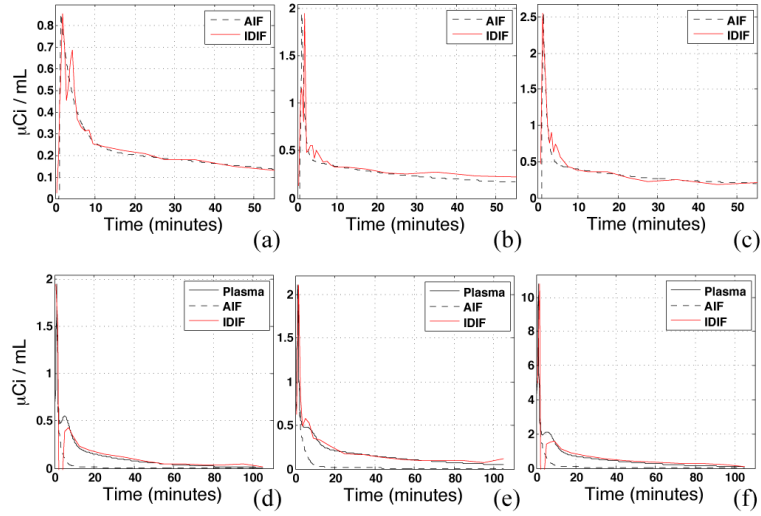 AIF
IDIF
0.8
0.7
0.6
0.5
0.4
0.3
0.2
0.1
0
0 10 20 30 40 50
μCi / mL
Time (minutes)
(a)
AIF
IDIF
2
1.5
1
0.5
0
0 10 20 30 40 50
Time (minutes)
(b)
AIF
IDIF
2.5
2
1.5
1
0.5
0
0 10 20 30 40 50
Time (minutes)
(c)
Plasma
AIF
IDIF
2
1.5
1
0.5
0
0 20 40 60 80 100
μCi / mL
Time (minutes)
(d)
Plasma
AIF
IDIF
2
1.5
1
0.5
0
0 20 40 60 80 100
Time (minutes)
(e)
Plasma
AIF
IDIF
10
8
6
4
2
0
0 20 40 60 80 100
Time (minutes)
(f)